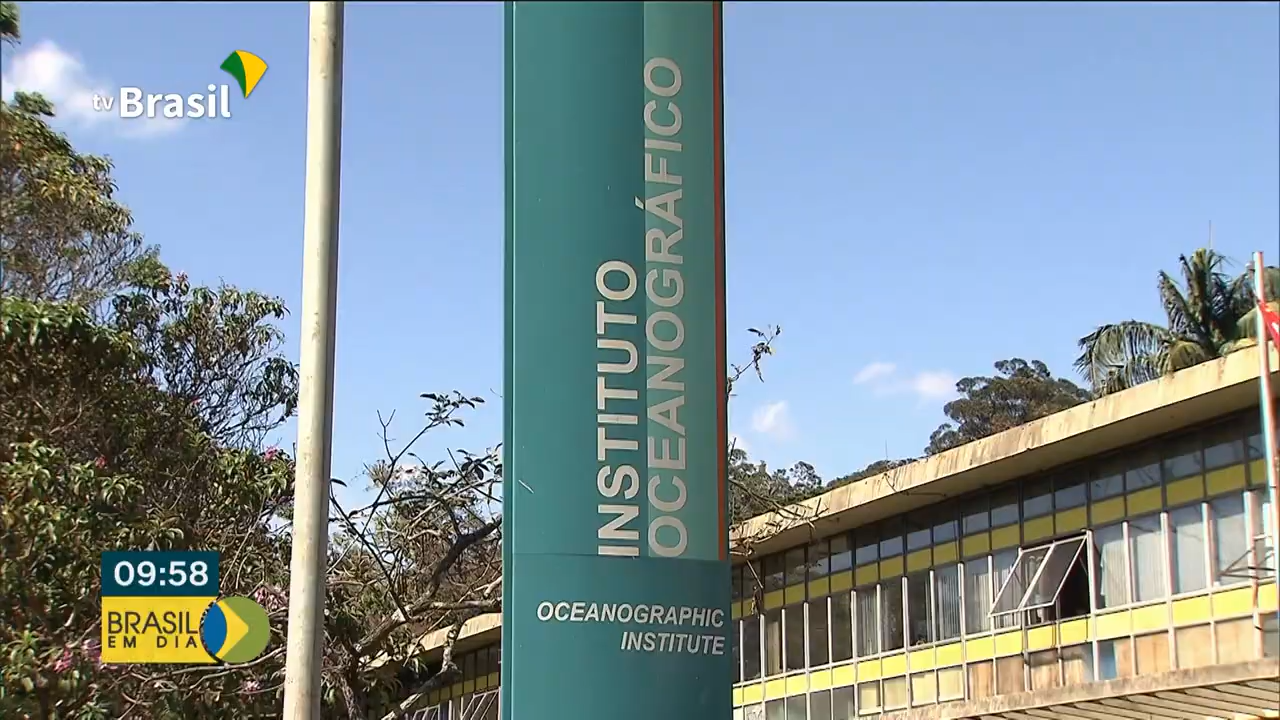 tv Brasil
INSTITUTO
OCEANOGRÁFICO
OCEANOGRAPHIC
INSTITUTE
09:58
BRASIL
EM DIA